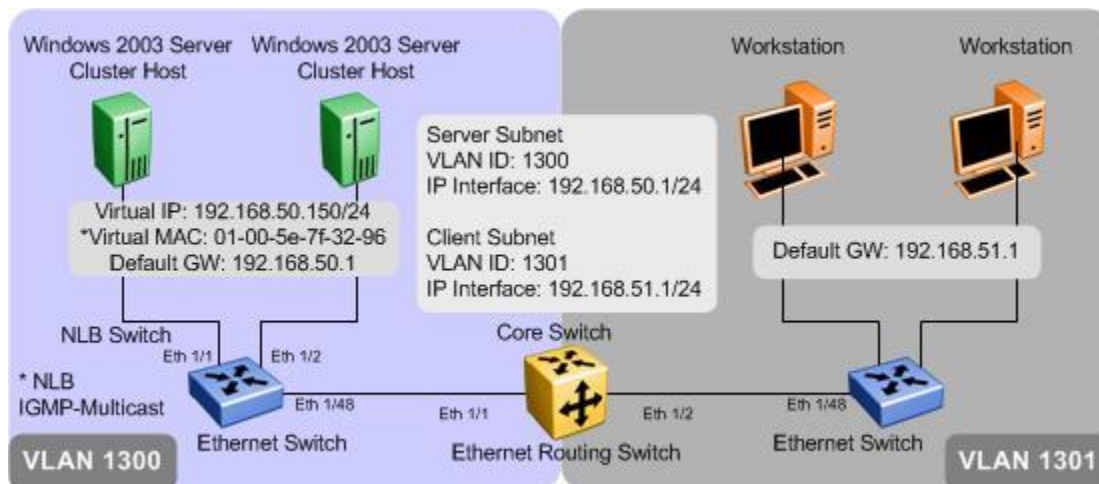 Windows 2003 Server
Cluster Host
Windows 2003 Server
Cluster Host
Workstation
Workstation
Server Subnet
VLAN ID: 1300
IP Interface: 192.168.50.1/24
Client Subnet
VLAN ID: 1301
IP Interface: 192.168.51.1/24
Virtual IP: 192.168.50.150/24
*Virtual MAC: 01-00-5e-7f-32-96
Default GW: 192.168.50.1
Default GW: 192.168.51.1
NLB Switch
Eth 1/1
Eth 1/2
Core Switch
* NLB
IGMP-Multicast
Eth 1/48
Eth 1/1
Eth 1/2
Eth 1/48
Ethernet Switch
Ethernet Routing Switch
Ethernet Switch
VLAN 1300
VLAN 1301